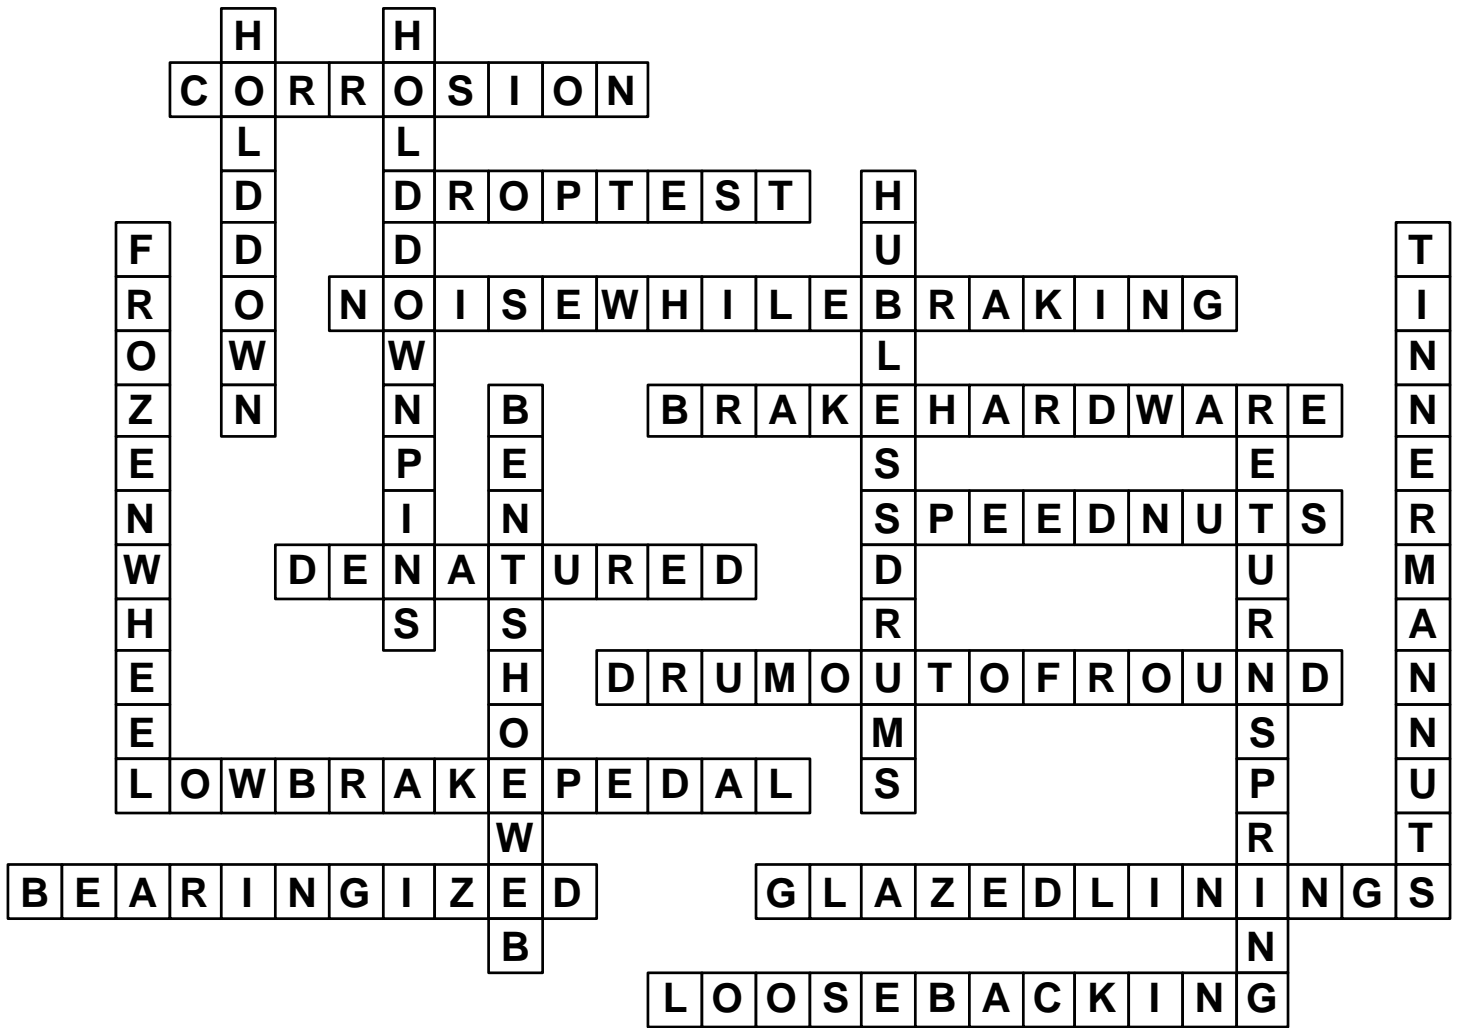 HOLDDOWN
HOLDDOWNPINS
CORROSION
DROPTEST
HUBLESSDRUMS
FROZENWHEEL
TINNERMANNUTS
NOISEWHILEBRAKING
BENTSHOEWEB
BRAKEHARDWARE
RETURNSPRING
SPEEDNUTS
DENATURED
DRUMOUTOFROUND
LOWBRAKEPEDAL
BEARINGIZED
GLAZEDLININGS
LOOSEBACKING